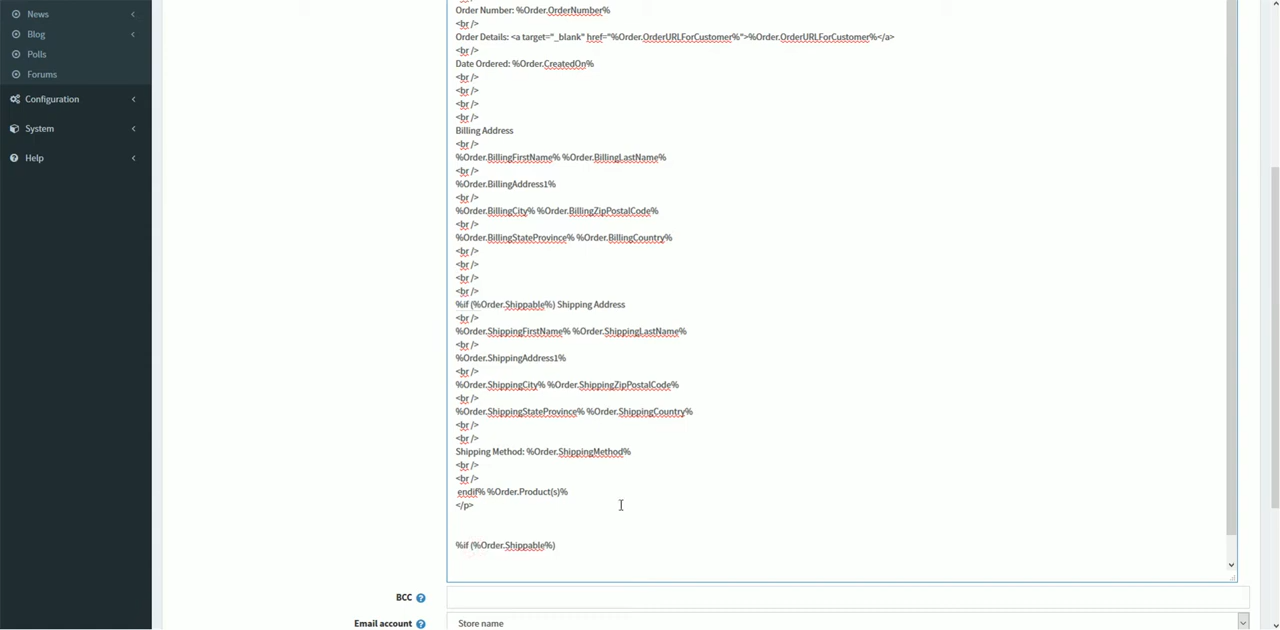 News
Blog
Polls
Forums
Configuration
System
Help
Order Number: %Order.OrderNumber%
<br />
Order Details: <a target="_blank" href="%Order.OrderURLForCustomer%">%Order.OrderURLForCustomer%</a>
<br />
Date Ordered: %Order.CreatedOn%
<br />
<br />
<br />
<br />
Billing Address
<br />
%Order.BillingFirstName% %Order.BillingLastName%
<br />
%Order.BillingAddress1%
<br />
%Order.BillingCity% %Order.BillingZipPostalCode%
<br />
%Order.BillingStateProvince% %Order.BillingCountry%
<br />
<br />
<br />
<br />
%if (%Order.Shippable%) Shipping Address
<br />
%Order.ShippingFirstName% %Order.ShippingLastName%
<br />
%Order.ShippingAddress1%
<br />
%Order.ShippingCity% %Order.ShippingZipPostalCode%
<br />
%Order.ShippingStateProvince% %Order.ShippingCountry%
<br />
<br />
Shipping Method: %Order.ShippingMethod%
<br />
<br />
endif% %Order.Product(s)%
</p>
%if (%Order.Shippable%)
BCC ?
Email account ? Store name